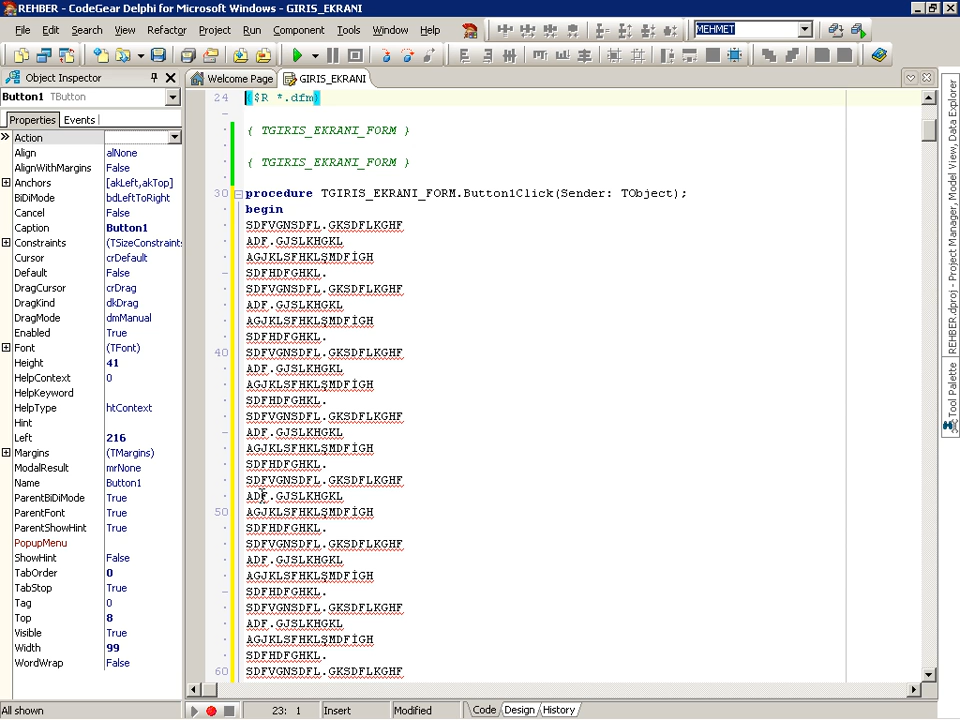 REHBER - CodeGear Delphi for Microsoft Windows - GIRIS_EKRANI
File Edit Search View Refactor Project Run Component Tools Window Help
MEHMET
Object Inspector
Welcome Page GIRIS_EKRANI
Button1 TButton
Properties Events
Action
Align alNone
AlignWithMargins False
Anchors [akLeft,akTop]
BiDiMode bdLeftToRight
Cancel False
Caption Button1
Constraints (TSizeConstraints
Cursor crDefault
Default False
DragCursor crDrag
DragKind dkDrag
DragMode dmManual
Enabled True
Font (TFont)
Height 41
HelpContext 0
HelpKeyword
HelpType htContext
Hint
Left 216
Margins (TMargins)
ModalResult mrNone
Name Button1
ParentBiDiMode True
ParentFont True
ParentShowHint True
PopupMenu
ShowHint False
TabOrder 0
TabStop True
Tag 0
Top 8
Visible True
Width 99
WordWrap False
All shown
24 {$R *.dfm}
{ TGIRIS_EKRANI_FORM }
{ TGIRIS_EKRANI_FORM }
30 procedure TGIRIS_EKRANI_FORM.Button1Click(Sender: TObject);
begin
SDFVGNSDFL.GKSDFLKGHF
ADF.GJSLKHGKL
AGJKLSFHKLŞMDFİGH
SDFHDFGHKL.
SDFVGNSDFL.GKSDFLKGHF
ADF.GJSLKHGKL
AGJKLSFHKLŞMDFİGH
SDFHDFGHKL.
40 SDFVGNSDFL.GKSDFLKGHF
ADF.GJSLKHGKL
AGJKLSFHKLŞMDFİGH
SDFHDFGHKL.
SDFVGNSDFL.GKSDFLKGHF
ADF.GJSLKHGKL
AGJKLSFHKLŞMDFİGH
SDFHDFGHKL.
SDFVGNSDFL.GKSDFLKGHF
ADF.GJSLKHGKL
50 AGJKLSFHKLŞMDFİGH
SDFHDFGHKL.
SDFVGNSDFL.GKSDFLKGHF
ADF.GJSLKHGKL
AGJKLSFHKLŞMDFİGH
SDFHDFGHKL.
SDFVGNSDFL.GKSDFLKGHF
ADF.GJSLKHGKL
AGJKLSFHKLŞMDFİGH
SDFHDFGHKL.
60 SDFVGNSDFL.GKSDFLKGHF
23: 1 Insert Modified Code Design History
REHBER.dproj - Project Manager, Model View, Data Explorer
Tool Palette